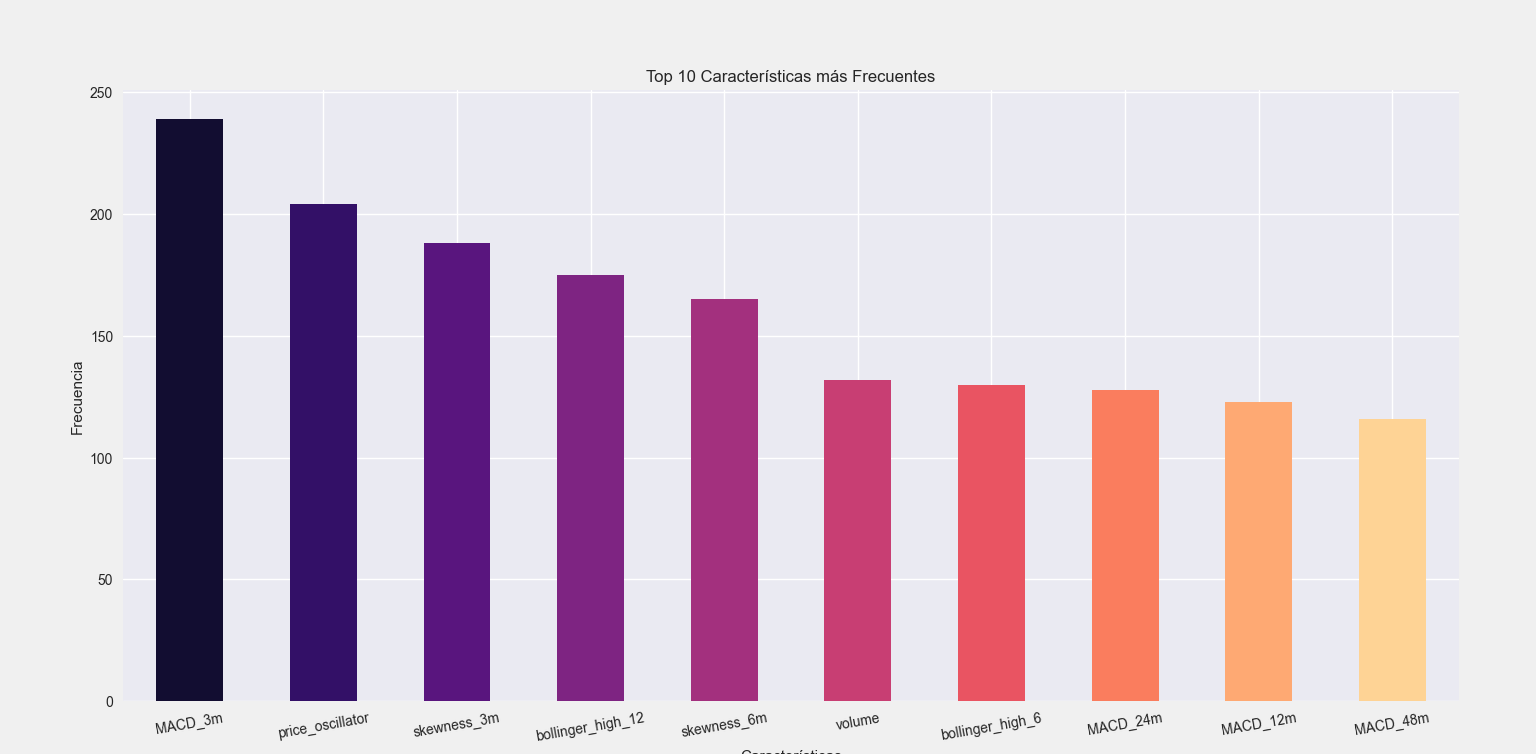 Top 10 Características más Frecuentes
250
200
150
100
50
0
Frecuencia
MACD_3m
price_oscillator
skewness_3m
bollinger_high_12
skewness_6m
volume
bollinger_high_6
MACD_24m
MACD_12m
MACD_48m
Características